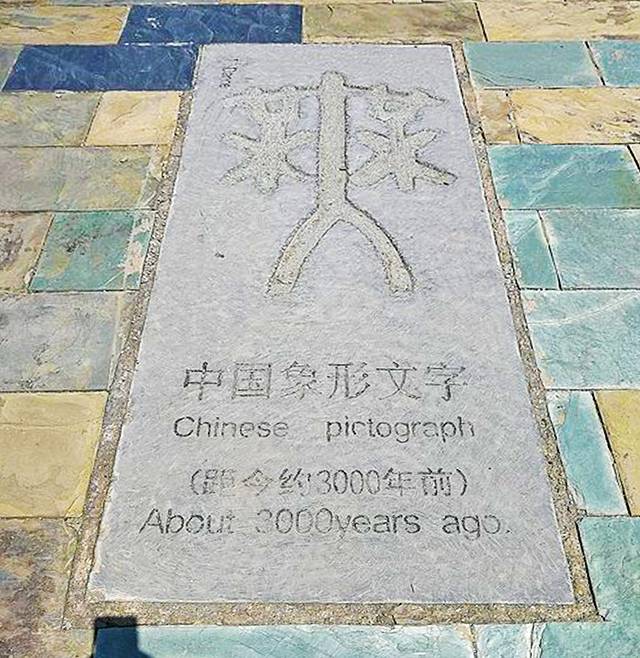 中国象形文字
Chinese pictograph
(距今约3000年前)
About 3000years ago.